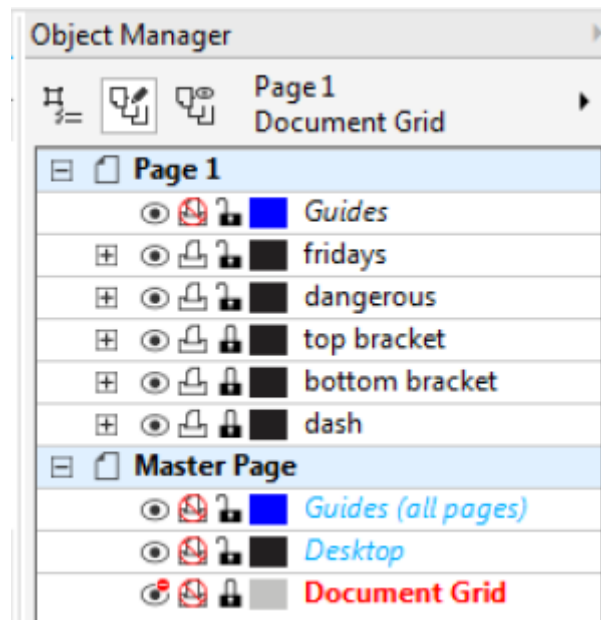 Object Manager
Page 1
Document Grid
Page 1
Guides
fridays
dangerous
top bracket
bottom bracket
dash
Master Page
Guides (all pages)
Desktop
Document Grid